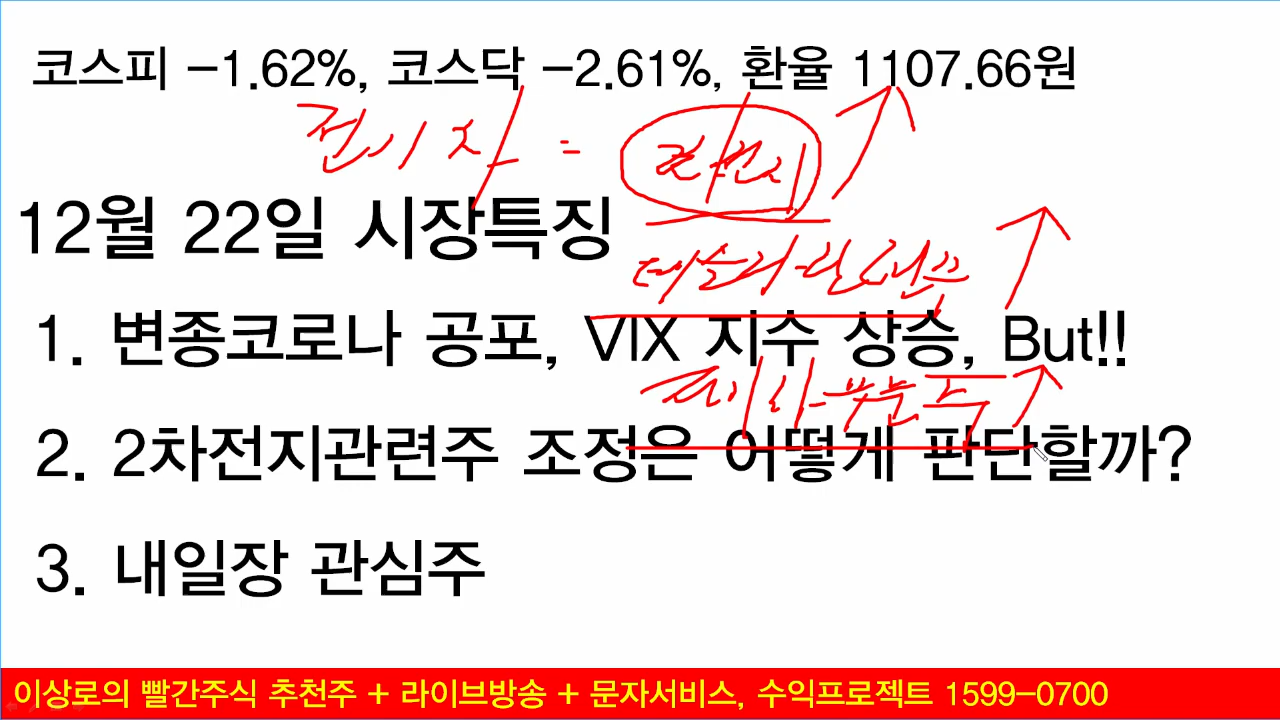 코스피 -1.62%, 코스닥 -2.61%, 환율 1107.66원
전기차 =
12월 22일 시장특징
1. 변종코로나 공포, VIX 지수 상승, But!!
2. 2차전지관련주 조정은 어떻게 판단할까?
3. 내일장 관심주
이상로의 빨간주식 추천주 + 라이브방송 + 문자서비스, 수익프로젝트 1599-0700